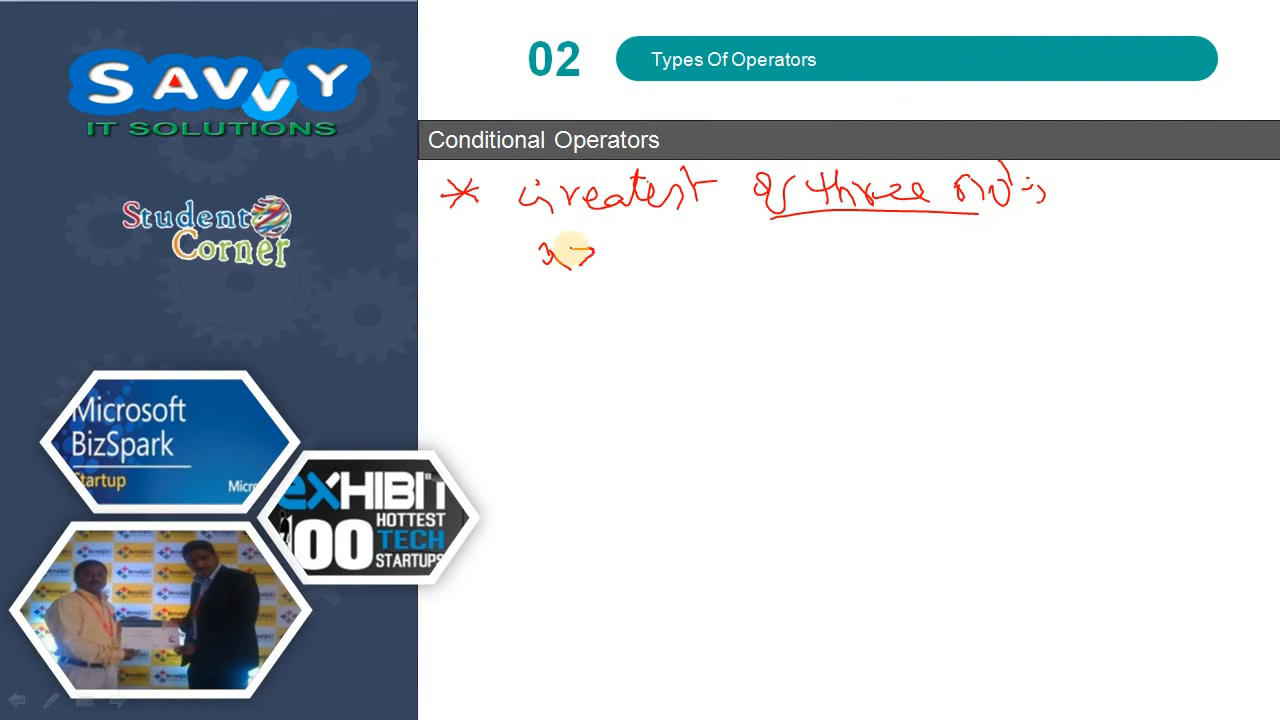 SAVVY
IT SOLUTIONS
Student
Corner
02
Types Of Operators
Conditional Operators
* Greatest of three no's
Microsoft
BizSpark
Startup
Micro
eXHIBIT
100 HOTTEST
TECH
STARTUPS